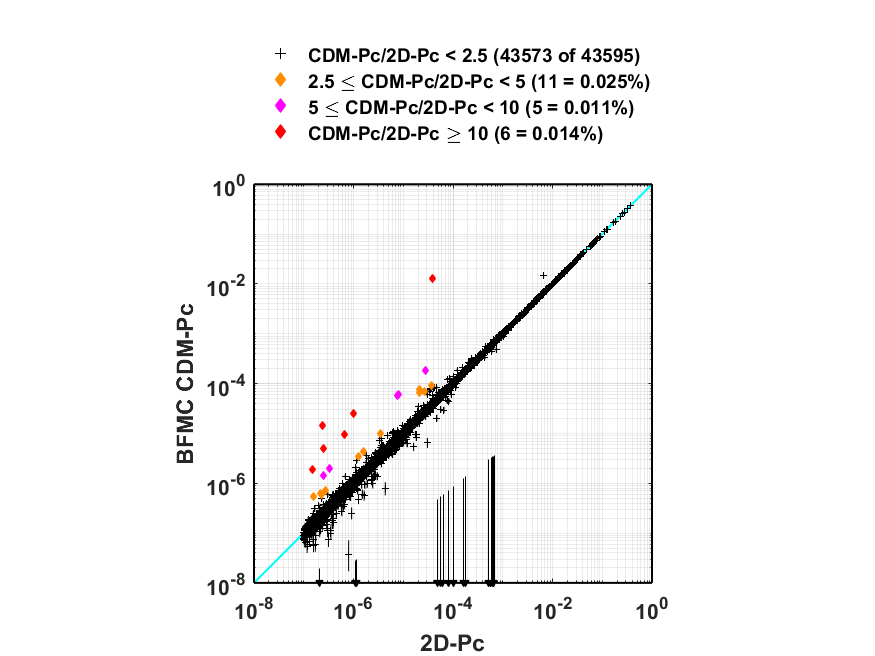 CDM-Pc/2D-Pc < 2.5 (43573 of 43595)
2.5 ≤ CDM-Pc/2D-Pc < 5 (11 = 0.025%)
5 ≤ CDM-Pc/2D-Pc < 10 (5 = 0.011%)
CDM-Pc/2D-Pc ≥ 10 (6 = 0.014%)
10^0
10^-2
10^-4
10^-6
10^-8
BFMC CDM-Pc
10^-8 10^-6 10^-4 10^-2 10^0
2D-Pc